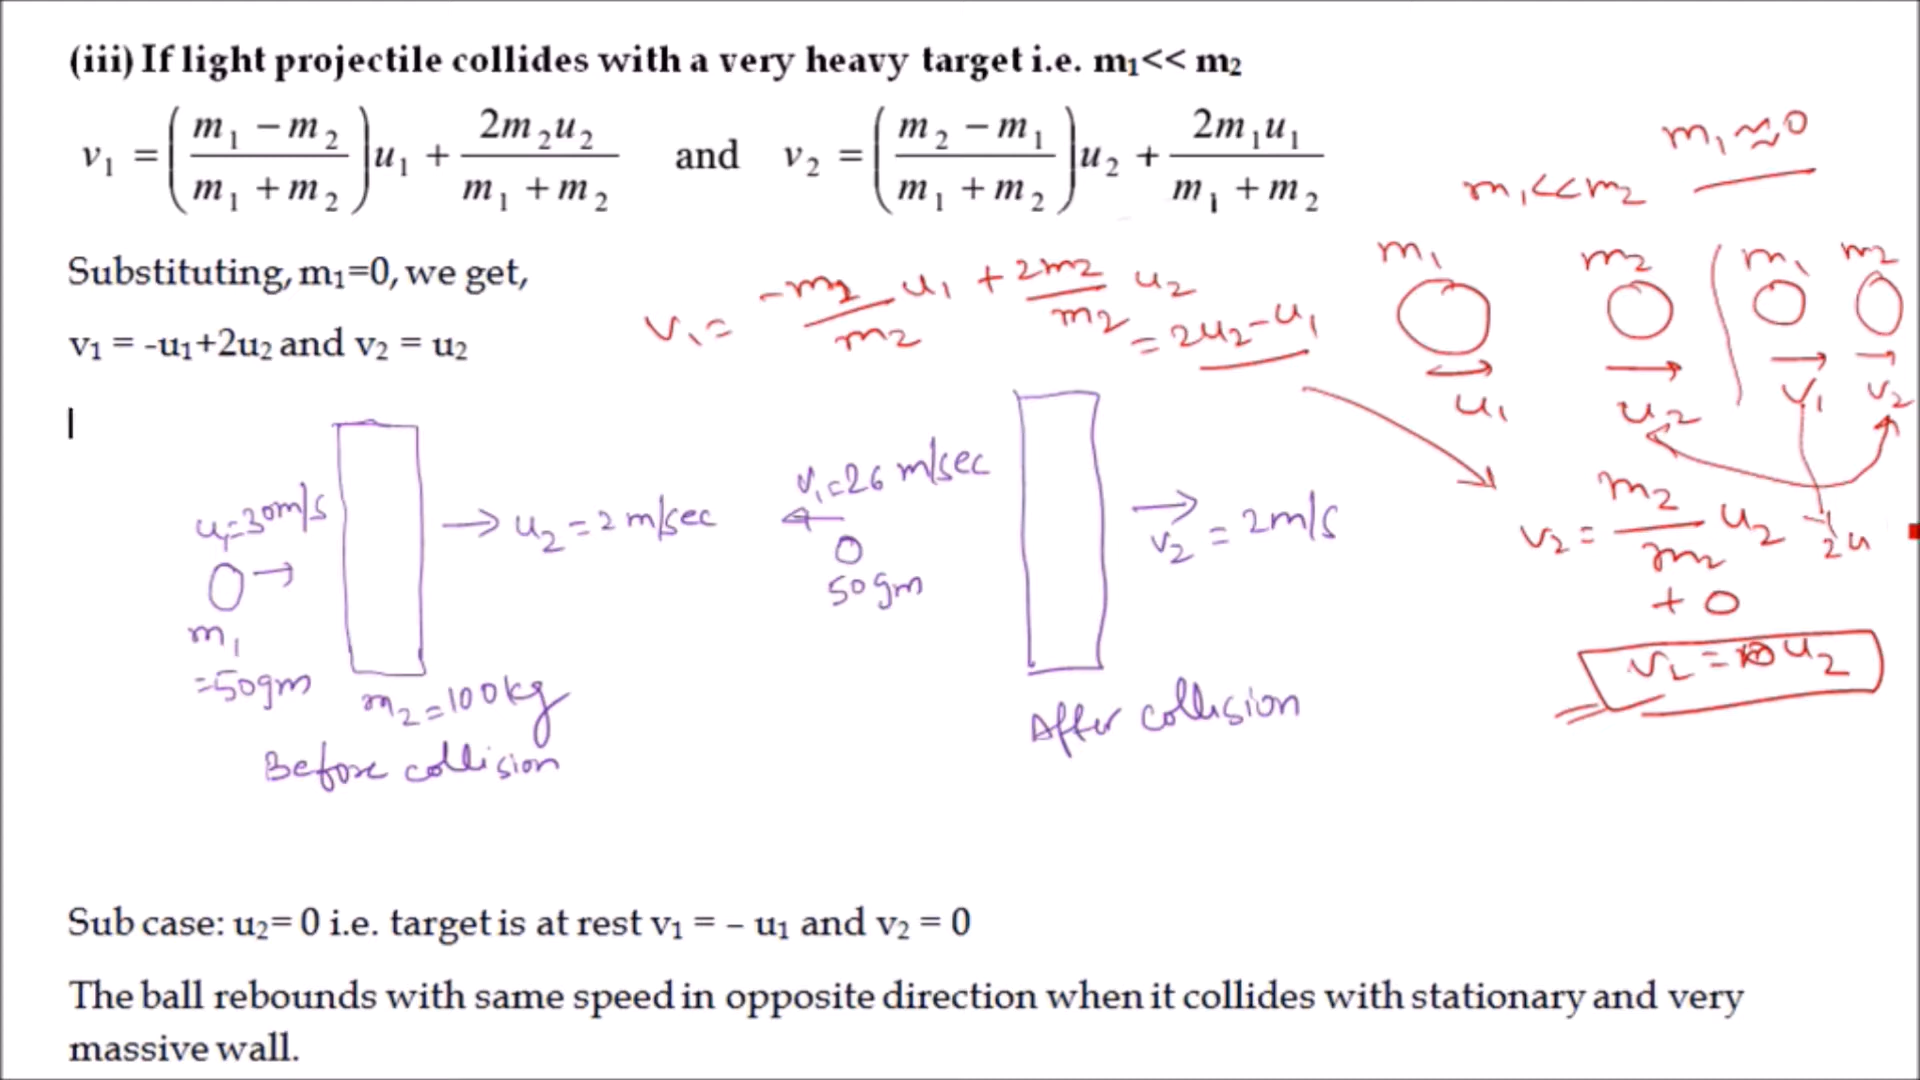 (iii) If light projectile collides with a very heavy target i.e. m₁<< m₂
v₁ = ((m₁ − m₂)/(m₁ + m₂))u₁ + 2m₂u₂/(m₁ + m₂) and v₂ = ((m₂ − m₁)/(m₁ + m₂))u₂ + 2m₁u₁/(m₁ + m₂)
m₁ ≈ 0
m₁<<m₂
Substituting, m₁=0, we get,
v₁ = -m₂/m₂ u₁ + 2m₂/m₂ u₂
= 2u₂-u₁
v₁ = -u₁+2u₂ and v₂ = u₂
m₁ m₂ m₁ m₂
u₁ u₂ v₁ v₂
v₂ = m₂/m₂ u₂
+ 0
v₂ = u₂
u₁=30m/s
→ u₂ = 2 m/sec
m₁
=50gm
m₂=100kg
Before collision
v₁=26 m/sec
50gm
v₂ = 2m/s
After collision
Sub case: u₂= 0 i.e. target is at rest v₁ = – u₁ and v₂ = 0
The ball rebounds with same speed in opposite direction when it collides with stationary and very
massive wall.